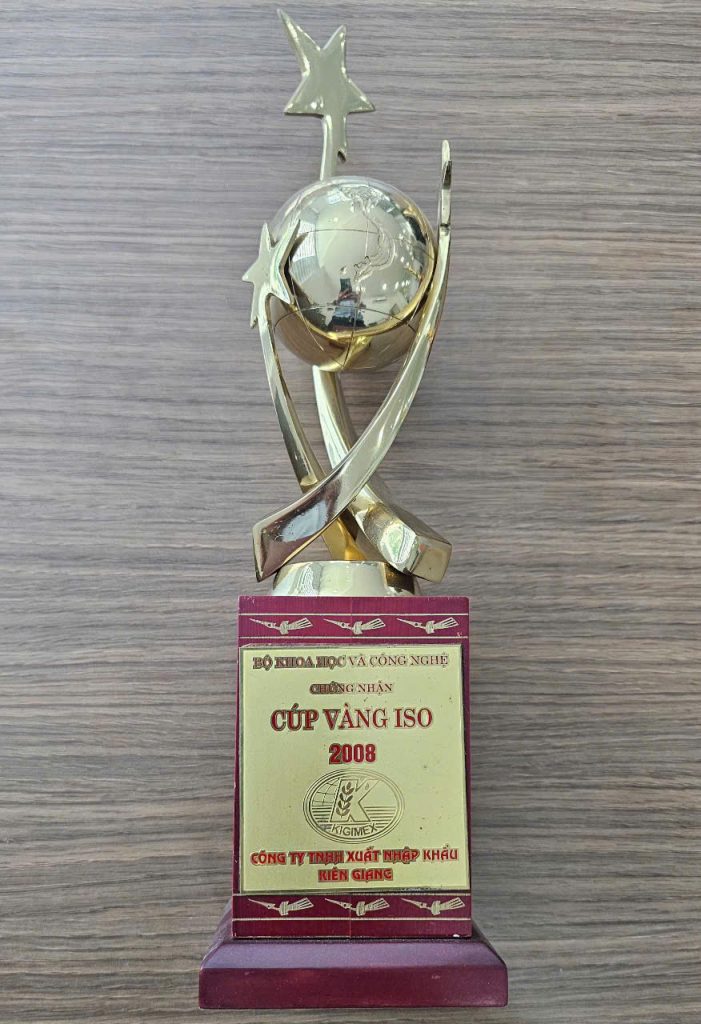 BỘ KHOA HỌC VÀ CÔNG NGHỆ
CHỨNG NHẬN
CÚP VÀNG ISO
2008
K
KIGIMEX
CÔNG TY TNHH XUẤT NHẬP KHẨU
KIÊN GIANG